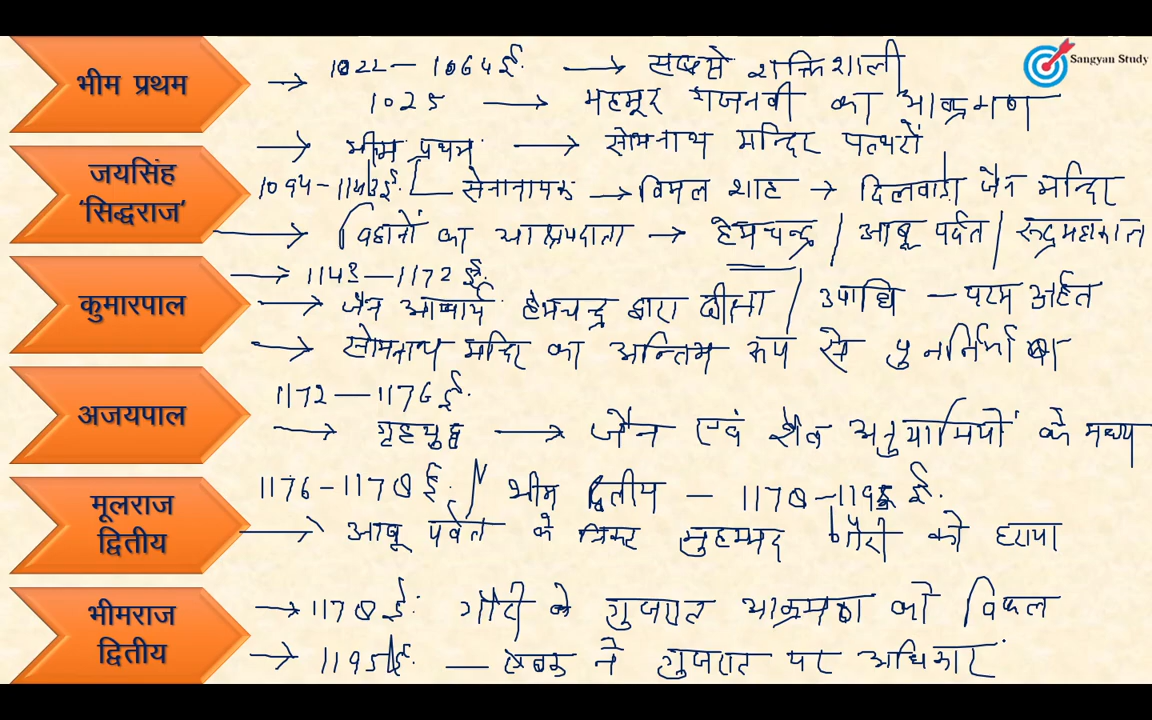 Sangyan Study
भीम प्रथम
→ 1022 – 1064 ई. → सबसे शक्तिशाली
1025 → महमूद गजनवी का आक्रमण
→ भीम प्रथम → सोमनाथ मन्दिर पत्थरों
जयसिंह
'सिद्धराज'
1094 – 1143 ई. सेनानायक → विमल शाह → दिलवाड़ा जैन मन्दिर
→ विद्वानों का आश्रयदाता → हेमचन्द्र / आबू पर्वत / रूद्रमहाकाल
कुमारपाल
→ 1143 – 1172 ई.
→ जैन आचार्य हेमचन्द्र द्वारा दीक्षा / उपाधि – परम अर्हत
→ सोमनाथ मन्दिर का अन्तिम रूप से पुनर्निर्माण
अजयपाल
1172 – 1176 ई.
→ गृहयुद्ध → जैन एवं शैव अनुयायियों के मध्य
मूलराज
द्वितीय
1176 – 1178 ई. / भीम द्वितीय – 1178 – 1195 ई.
→ आबू पर्वत के निकट मुहम्मद गौरी को हराया
भीमराज
द्वितीय
→ 1178 ई. गौरी के गुजरात आक्रमण को विफल
→ 1195 ई. – ऐबक ने गुजरात पर अधिकार